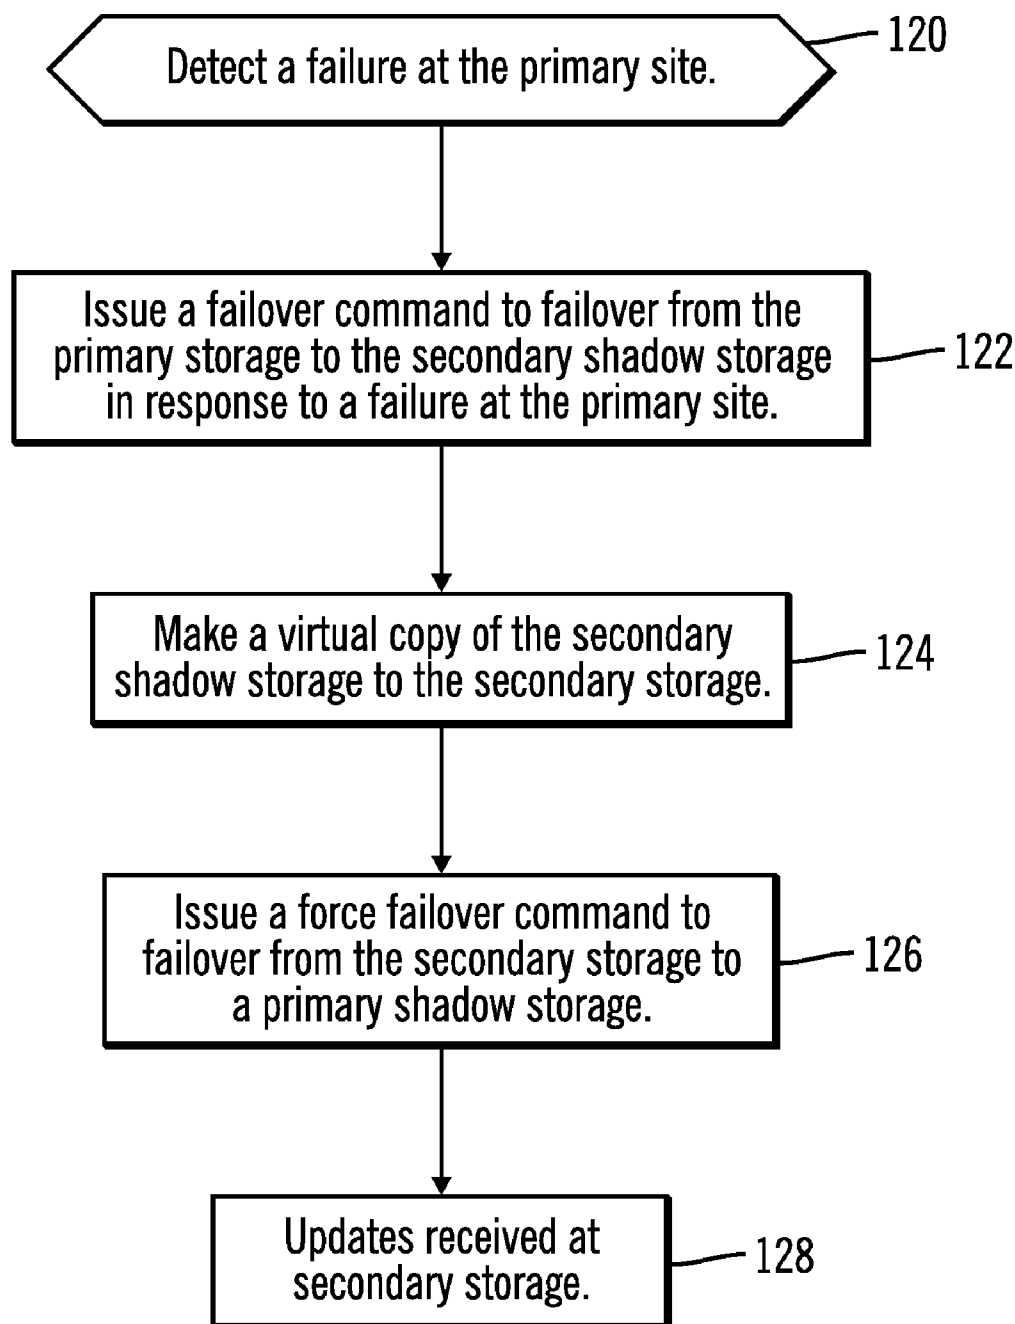 Detect a failure at the primary site.
120
Issue a failover command to failover from the
primary storage to the secondary shadow storage
in response to a failure at the primary site.
122
Make a virtual copy of the secondary
shadow storage to the secondary storage.
124
Issue a force failover command to
failover from the secondary storage to
a primary shadow storage.
126
Updates received at
secondary storage.
128